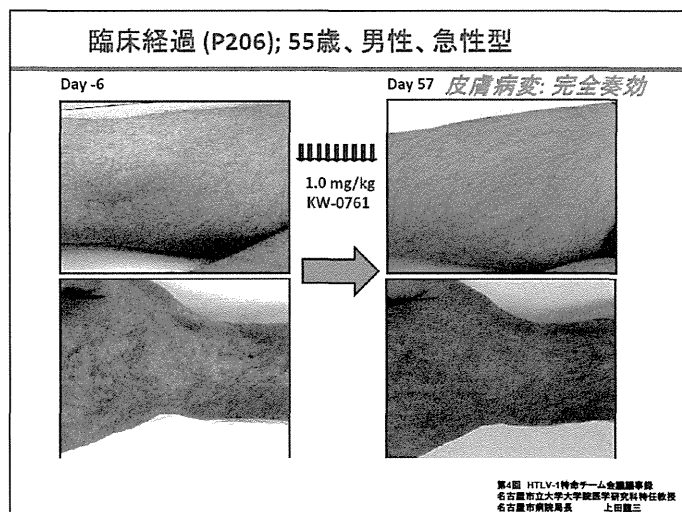 臨床経過 (P206); 55歳、男性、急性型
Day -6
Day 57 皮膚病変: 完全奏効
1.0 mg/kg
KW-0761
第4回 HTLV-1特命チーム会議議事録
名古屋市立大学大学院医学研究科特任教授
名古屋市病院局長 上田龍三